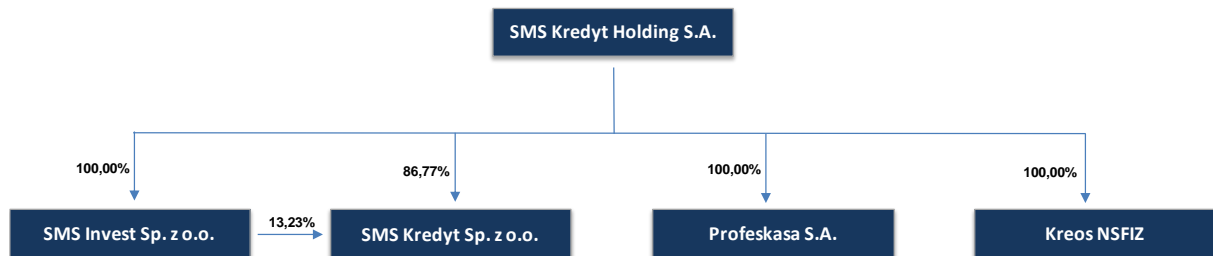 SMS Kredyt Holding S.A.
100,00%
86,77%
100,00%
100,00%
SMS Invest Sp. z o.o.
13,23%
SMS Kredyt Sp. z o.o.
Profeskasa S.A.
Kreos NSFIZ